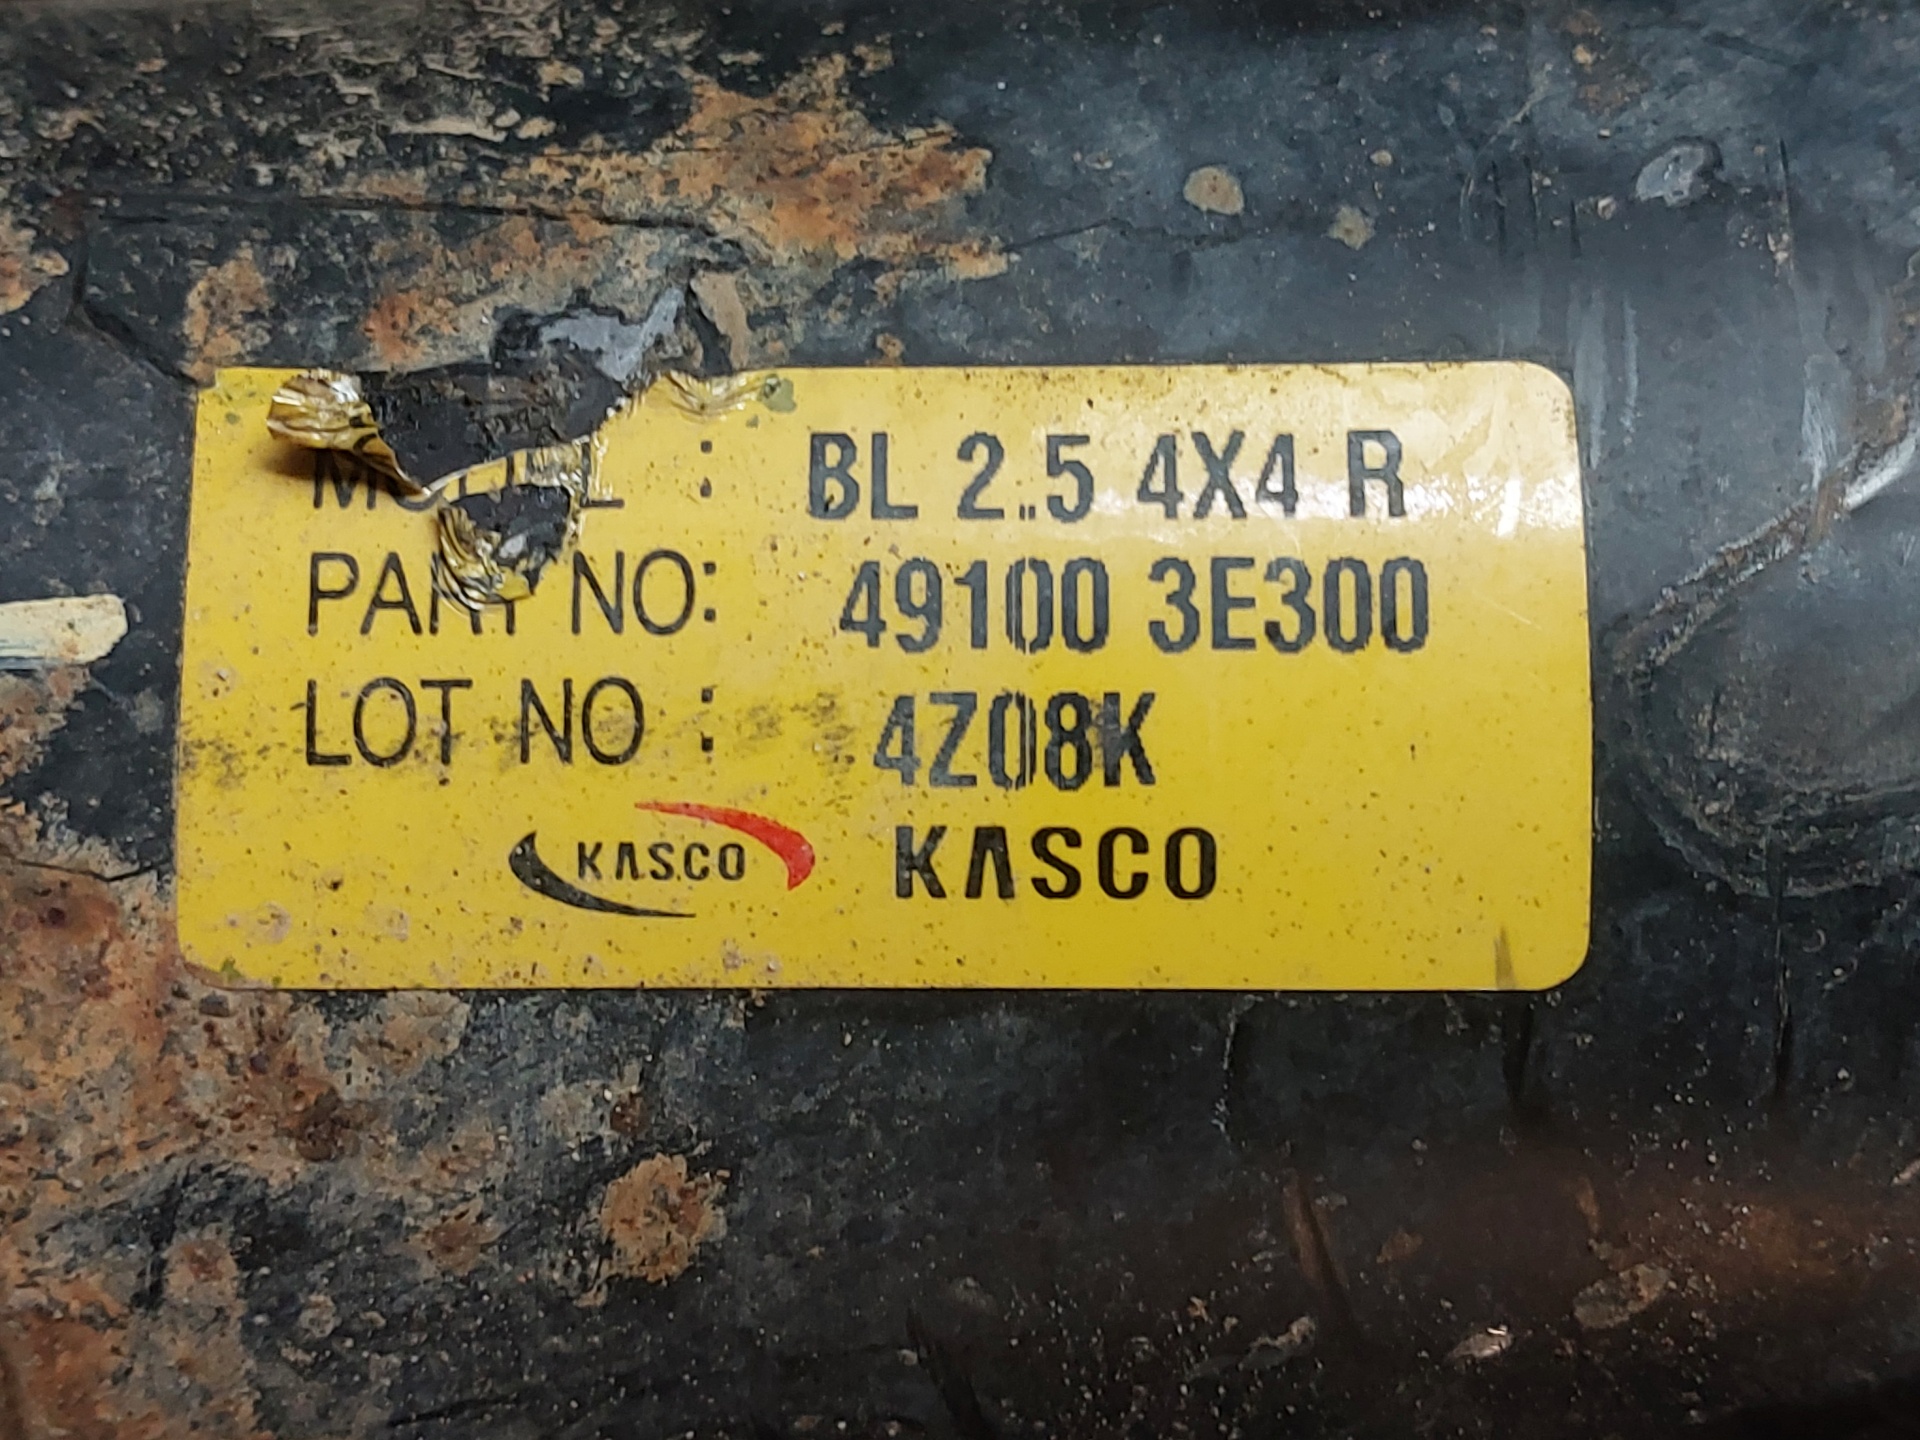 MODEL : BL 2.5 4X4 R
PART NO: 49100 3E300
LOT NO : 4Z08K
KASCO KASCO